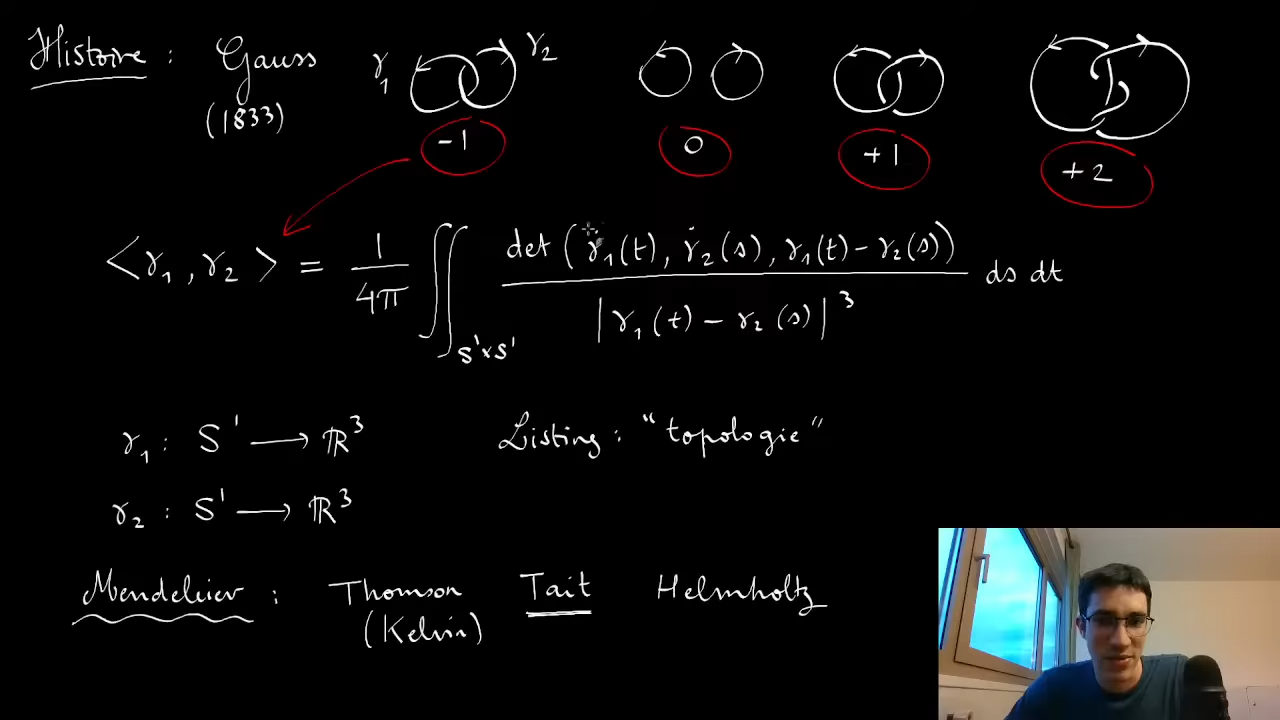 Histoire : Gauss
(1833)
γ₁ γ₂
-1 0 +1 +2
<γ₁, γ₂> = 1/4π ∬_{S¹×S¹} det(γ̇₁(t), γ̇₂(s), γ₁(t) - γ₂(s)) / |γ₁(t) - γ₂(s)|³ ds dt
γ₁ : S¹ ⟶ ℝ³
Listing : "topologie"
γ₂ : S¹ ⟶ ℝ³
Mendeleiev : Thomson Tait Helmholtz
(Kelvin)